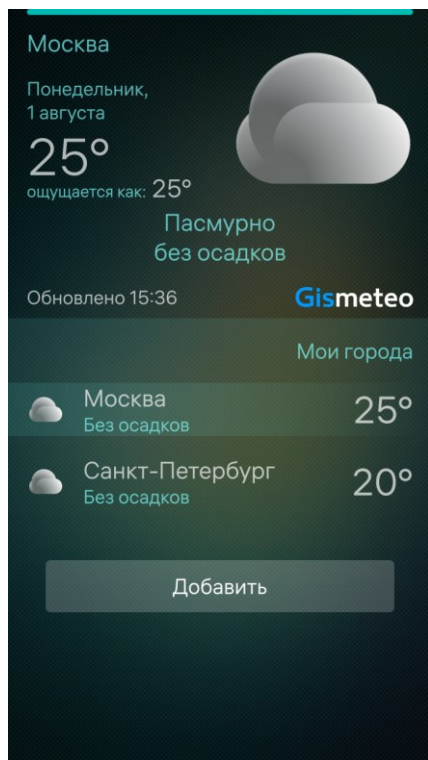 Москва
Понедельник,
1 августа
25°
ощущается как: 25°
Пасмурно
без осадков
Обновлено 15:36
Gismeteo
Мои города
Москва
Без осадков
25°
Санкт-Петербург
Без осадков
20°
Добавить